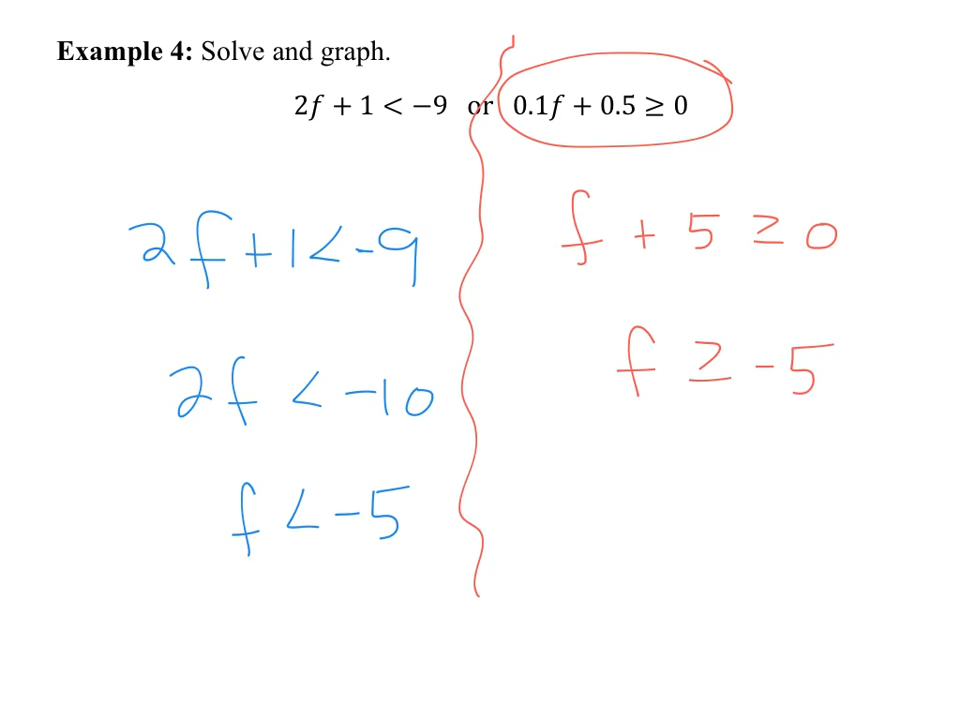 Example 4: Solve and graph.
2f + 1 < −9 or 0.1f + 0.5 ≥ 0
2f + 1 < -9
2f < -10
f < -5
f + 5 ≥ 0
f ≥ -5